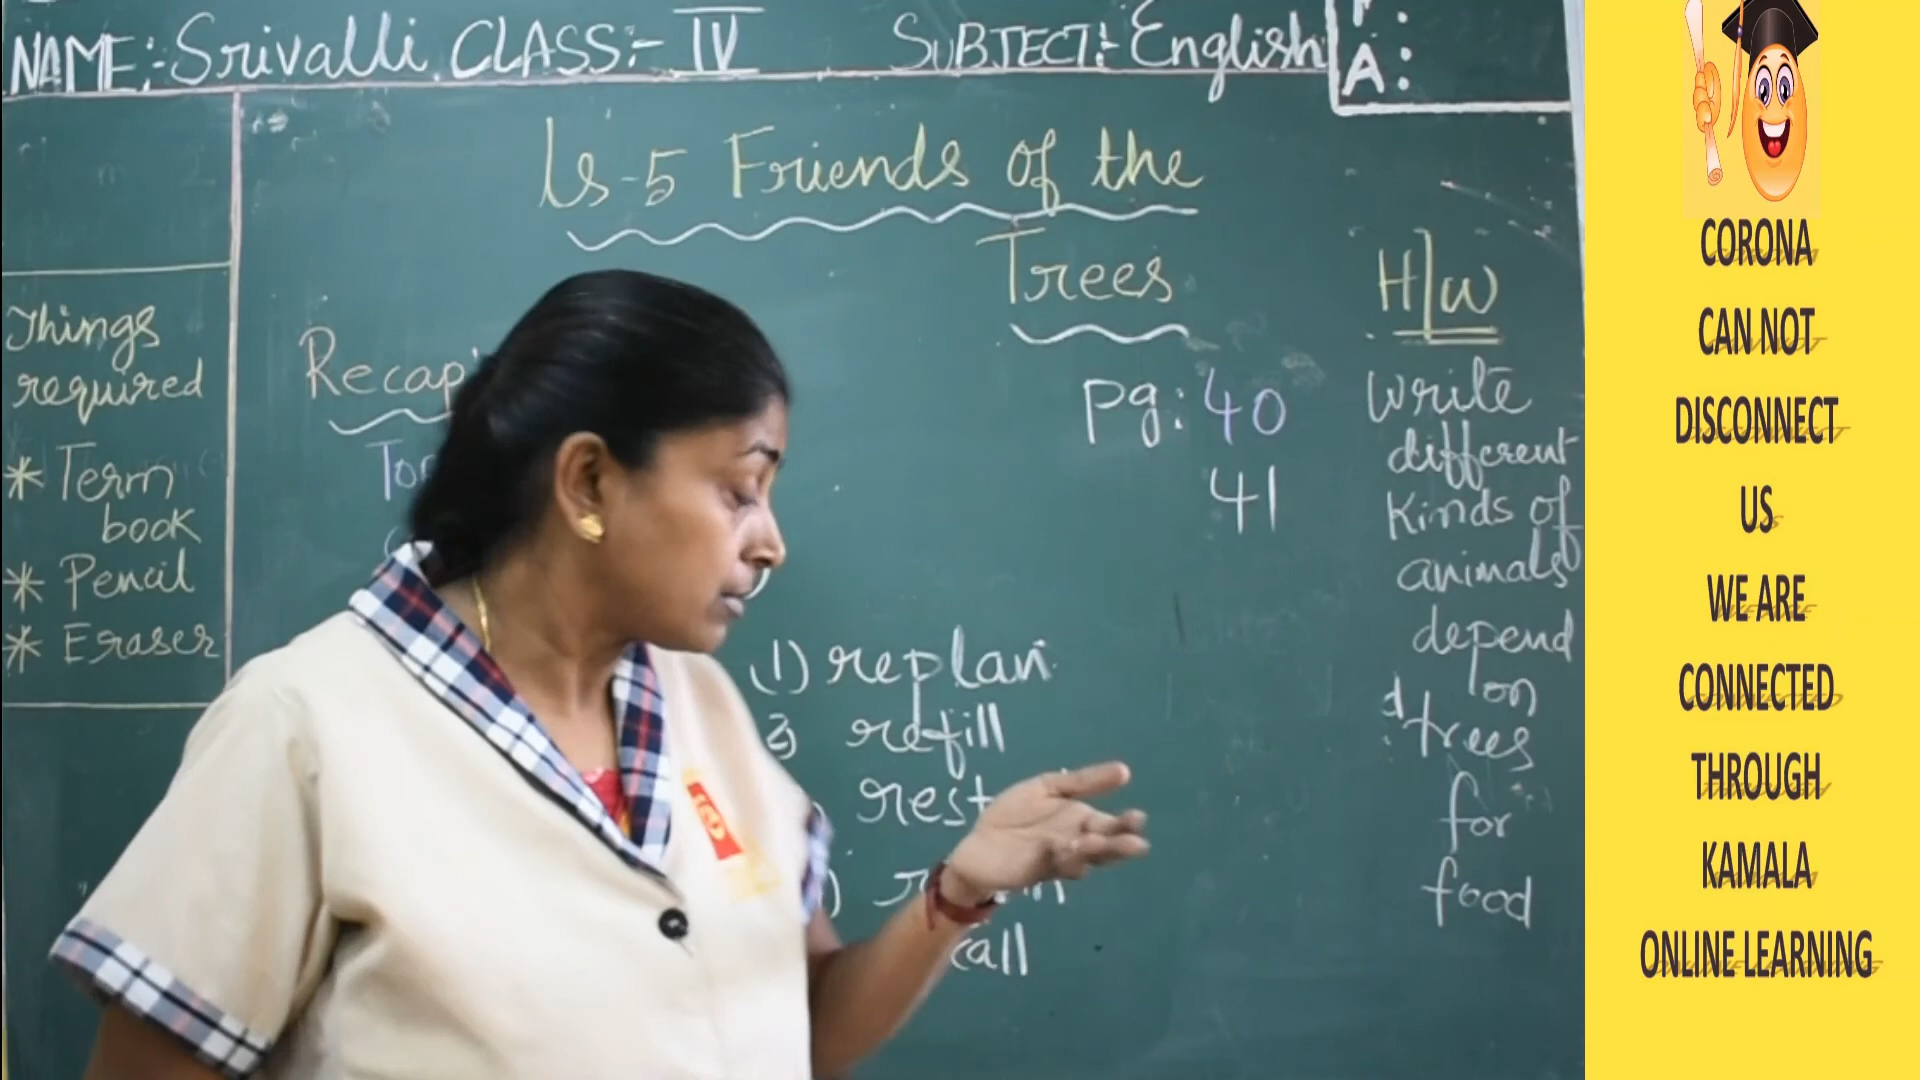 NAME:- Srivalli CLASS:- IV SUBJECT:- English
A:
Ls-5 Friends of the
Trees
Things
required
* Term
book
* Pencil
* Eraser
Recap
pg: 40
41
(1) replan
2) refill
rest
call
H/W
Write
different
kinds of
animals
depend
on
trees
for
food
CORONA
CAN NOT
DISCONNECT
US
WE ARE
CONNECTED
THROUGH
KAMALA
ONLINE LEARNING